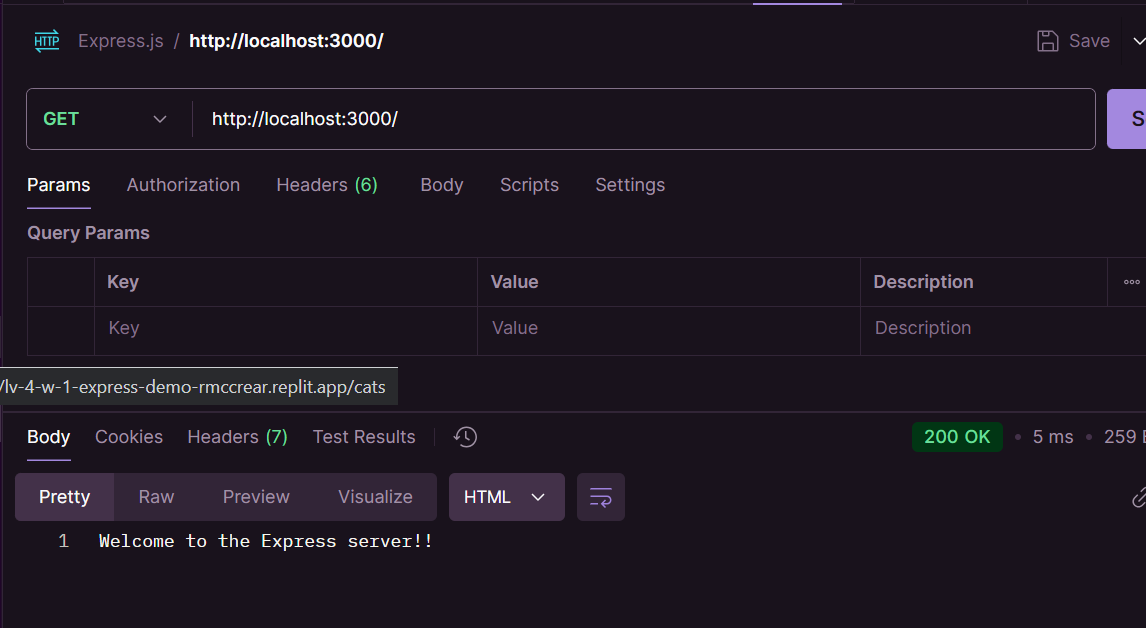 HTTP Express.js / http://localhost:3000/ Save
GET http://localhost:3000/ S
Params Authorization Headers (6) Body Scripts Settings
Query Params
Key Value Description
Key Value Description
/lv-4-w-1-express-demo-rmccrear.replit.app/cats
Body Cookies Headers (7) Test Results 200 OK • 5 ms • 259
Pretty Raw Preview Visualize HTML
1 Welcome to the Express server!!